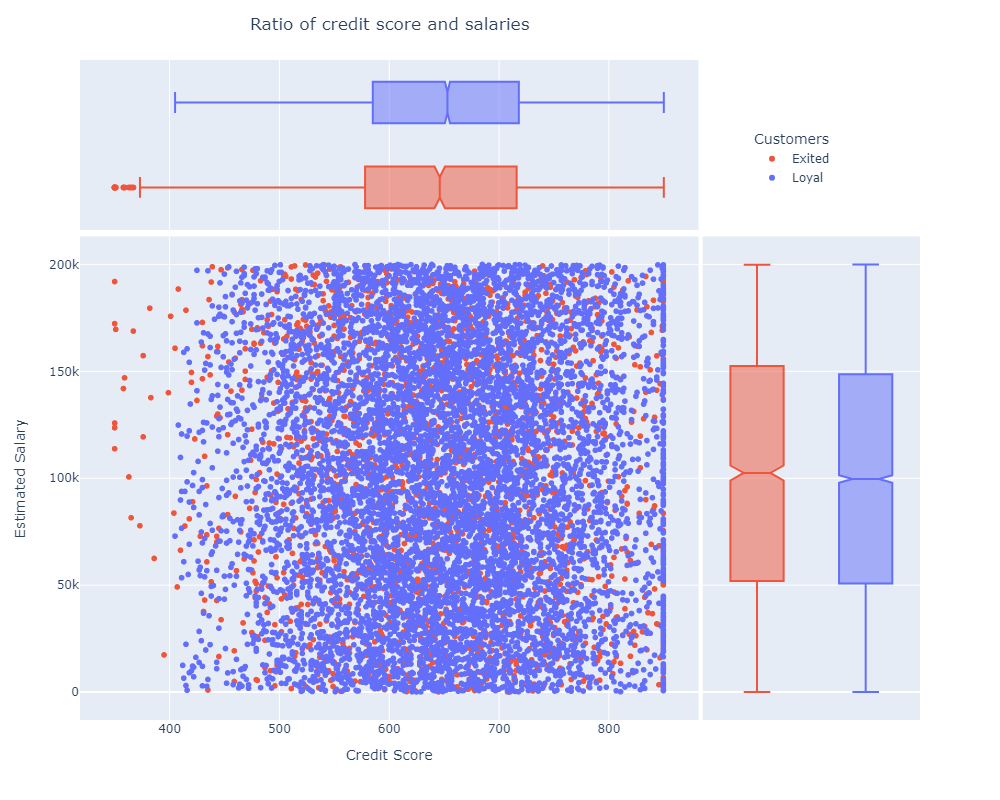 Ratio of credit score and salaries
Customers
Exited
Loyal
200k
150k
100k
50k
0
Estimated Salary
400 500 600 700 800
Credit Score